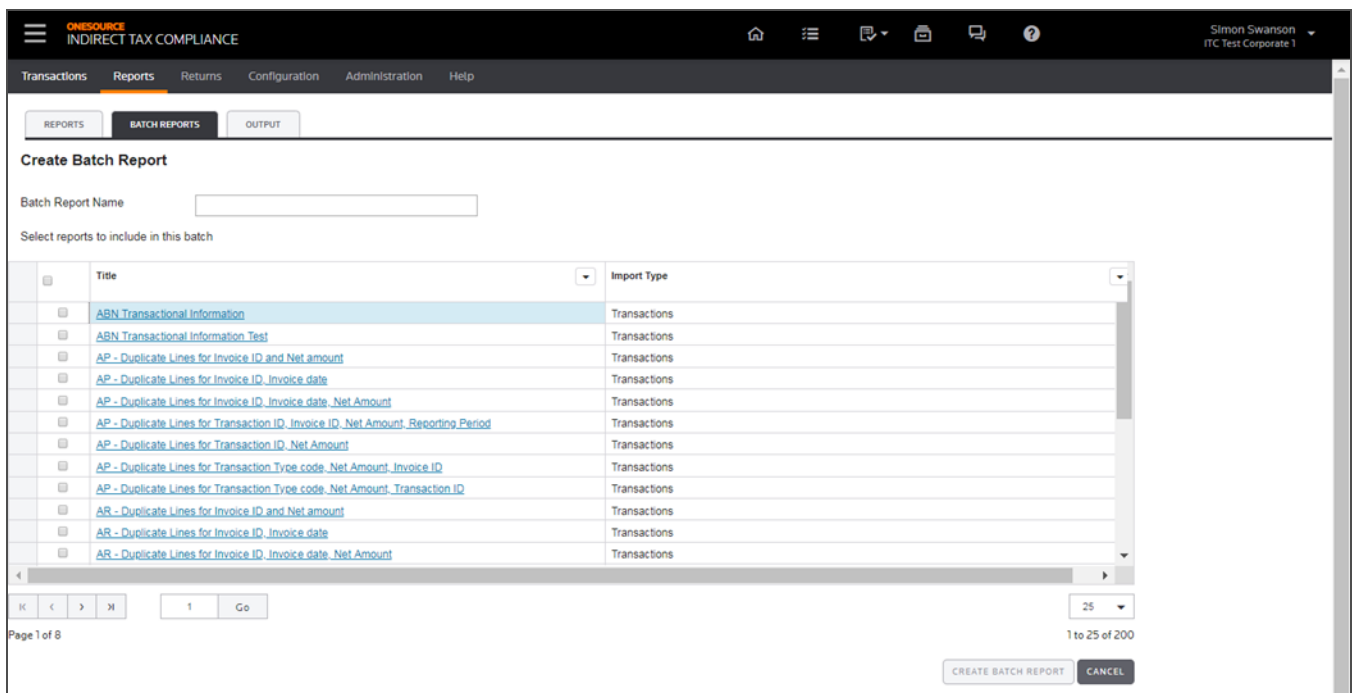 ONESOURCE
INDIRECT TAX COMPLIANCE
Simon Swanson
ITC Test Corporate 1
Transactions Reports Returns Configuration Administration Help
REPORTS BATCH REPORTS OUTPUT
Create Batch Report
Batch Report Name
Select reports to include in this batch
Title Import Type
ABN Transactional Information Transactions
ABN Transactional Information Test Transactions
AP - Duplicate Lines for Invoice ID and Net amount Transactions
AP - Duplicate Lines for Invoice ID, Invoice date Transactions
AP - Duplicate Lines for Invoice ID, Invoice date, Net Amount Transactions
AP - Duplicate Lines for Transaction ID, Invoice ID, Net Amount, Reporting Period Transactions
AP - Duplicate Lines for Transaction ID, Net Amount Transactions
AP - Duplicate Lines for Transaction Type code, Net Amount, Invoice ID Transactions
AP - Duplicate Lines for Transaction Type code, Net Amount, Transaction ID Transactions
AR - Duplicate Lines for Invoice ID and Net amount Transactions
AR - Duplicate Lines for Invoice ID, Invoice date Transactions
AR - Duplicate Lines for Invoice ID, Invoice date, Net Amount Transactions
1 Go 25
Page 1 of 8 1 to 25 of 200
CREATE BATCH REPORT CANCEL